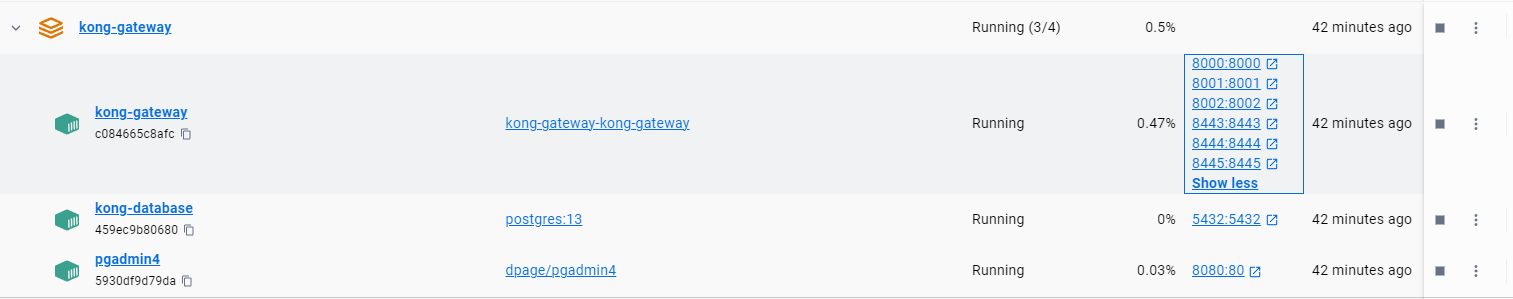 kong-gateway Running (3/4) 0.5% 42 minutes ago
kong-gateway
c084665c8afc
kong-gateway-kong-gateway Running 0.47%
8000:8000
8001:8001
8002:8002
8443:8443
8444:8444
8445:8445
Show less
42 minutes ago
kong-database
459ec9b80680
postgres:13 Running 0% 5432:5432 42 minutes ago
pgadmin4
5930df9d79da
dpage/pgadmin4 Running 0.03% 8080:80 42 minutes ago